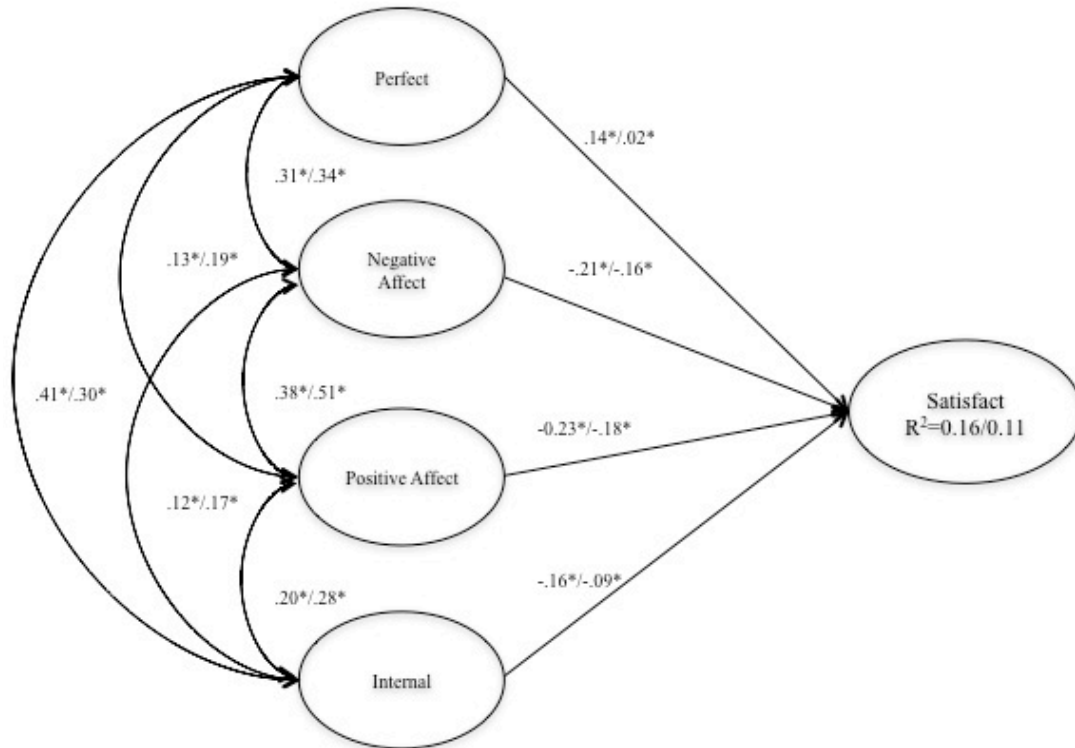 Perfect
.14*/.02*
.31*/.34*
.13*/.19*
Negative
Affect
-.21*/-.16*
.41*/.30*
.38*/.51*
Satisfact
R²=0.16/0.11
-0.23*/-.18*
Positive Affect
.12*/.17*
-.16*/-.09*
.20*/.28*
Internal